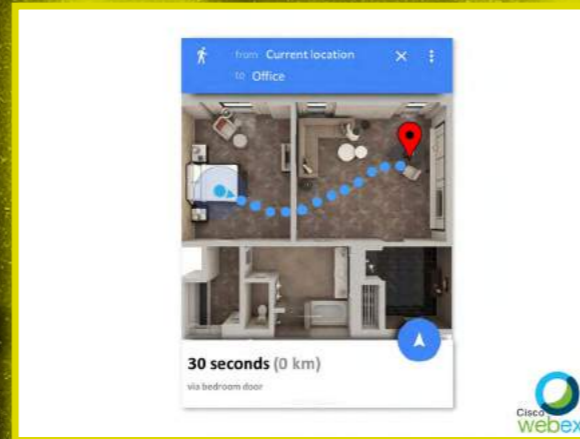 from Current location
to Office
30 seconds (0 km)
via bedroom door
Cisco
webex